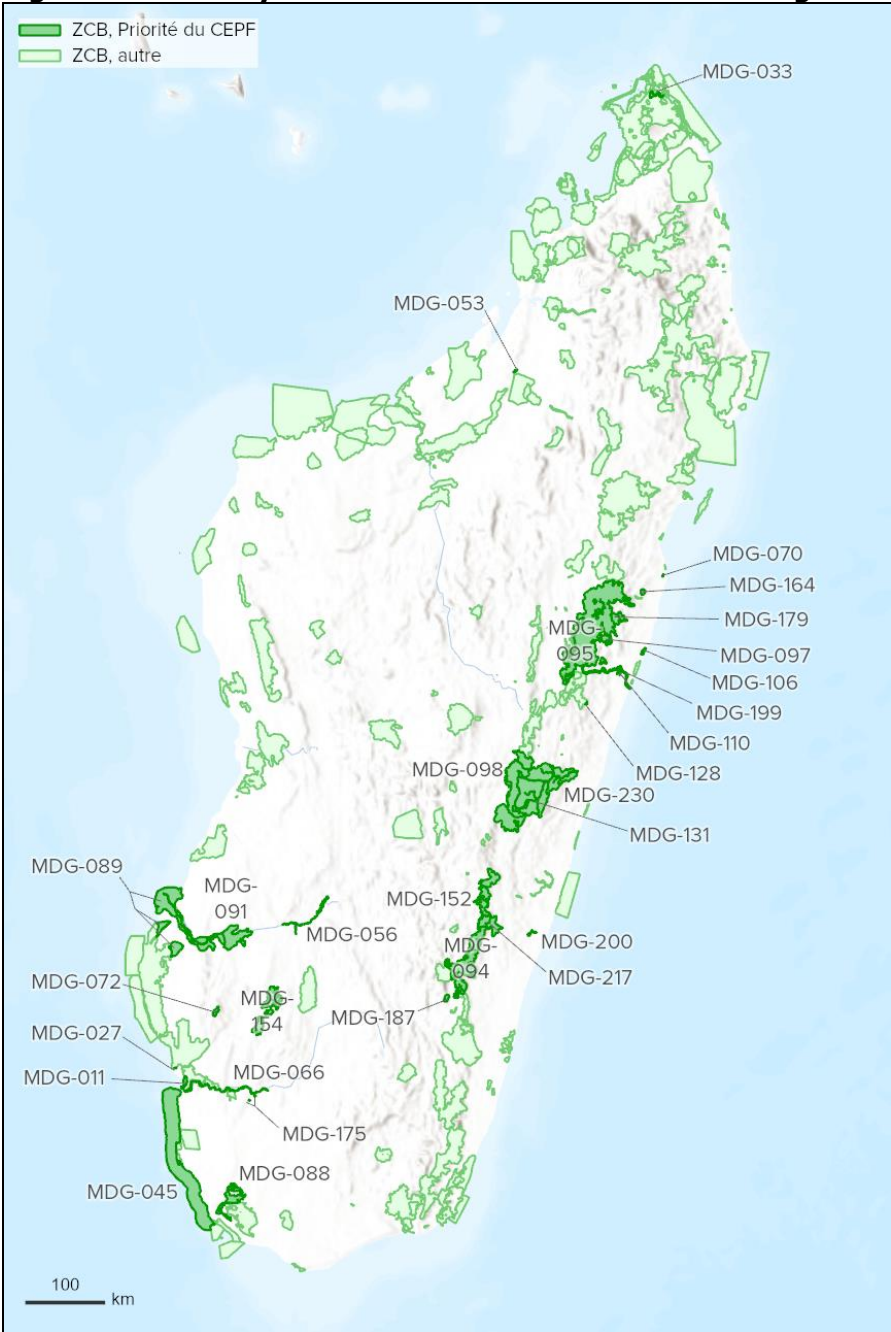 ZCB, Priorité du CEPF
ZCB, autre
MDG-033
MDG-053
MDG-070
MDG-164
MDG-179
MDG-
095
MDG-097
MDG-106
MDG-199
MDG-110
MDG-128
MDG-098
MDG-230
MDG-131
MDG-089
MDG-
091
MDG-152
MDG-056
MDG-200
MDG-
094
MDG-217
MDG-072
MDG-
154
MDG-187
MDG-027
MDG-066
MDG-011
MDG-175
MDG-088
MDG-045
100
km